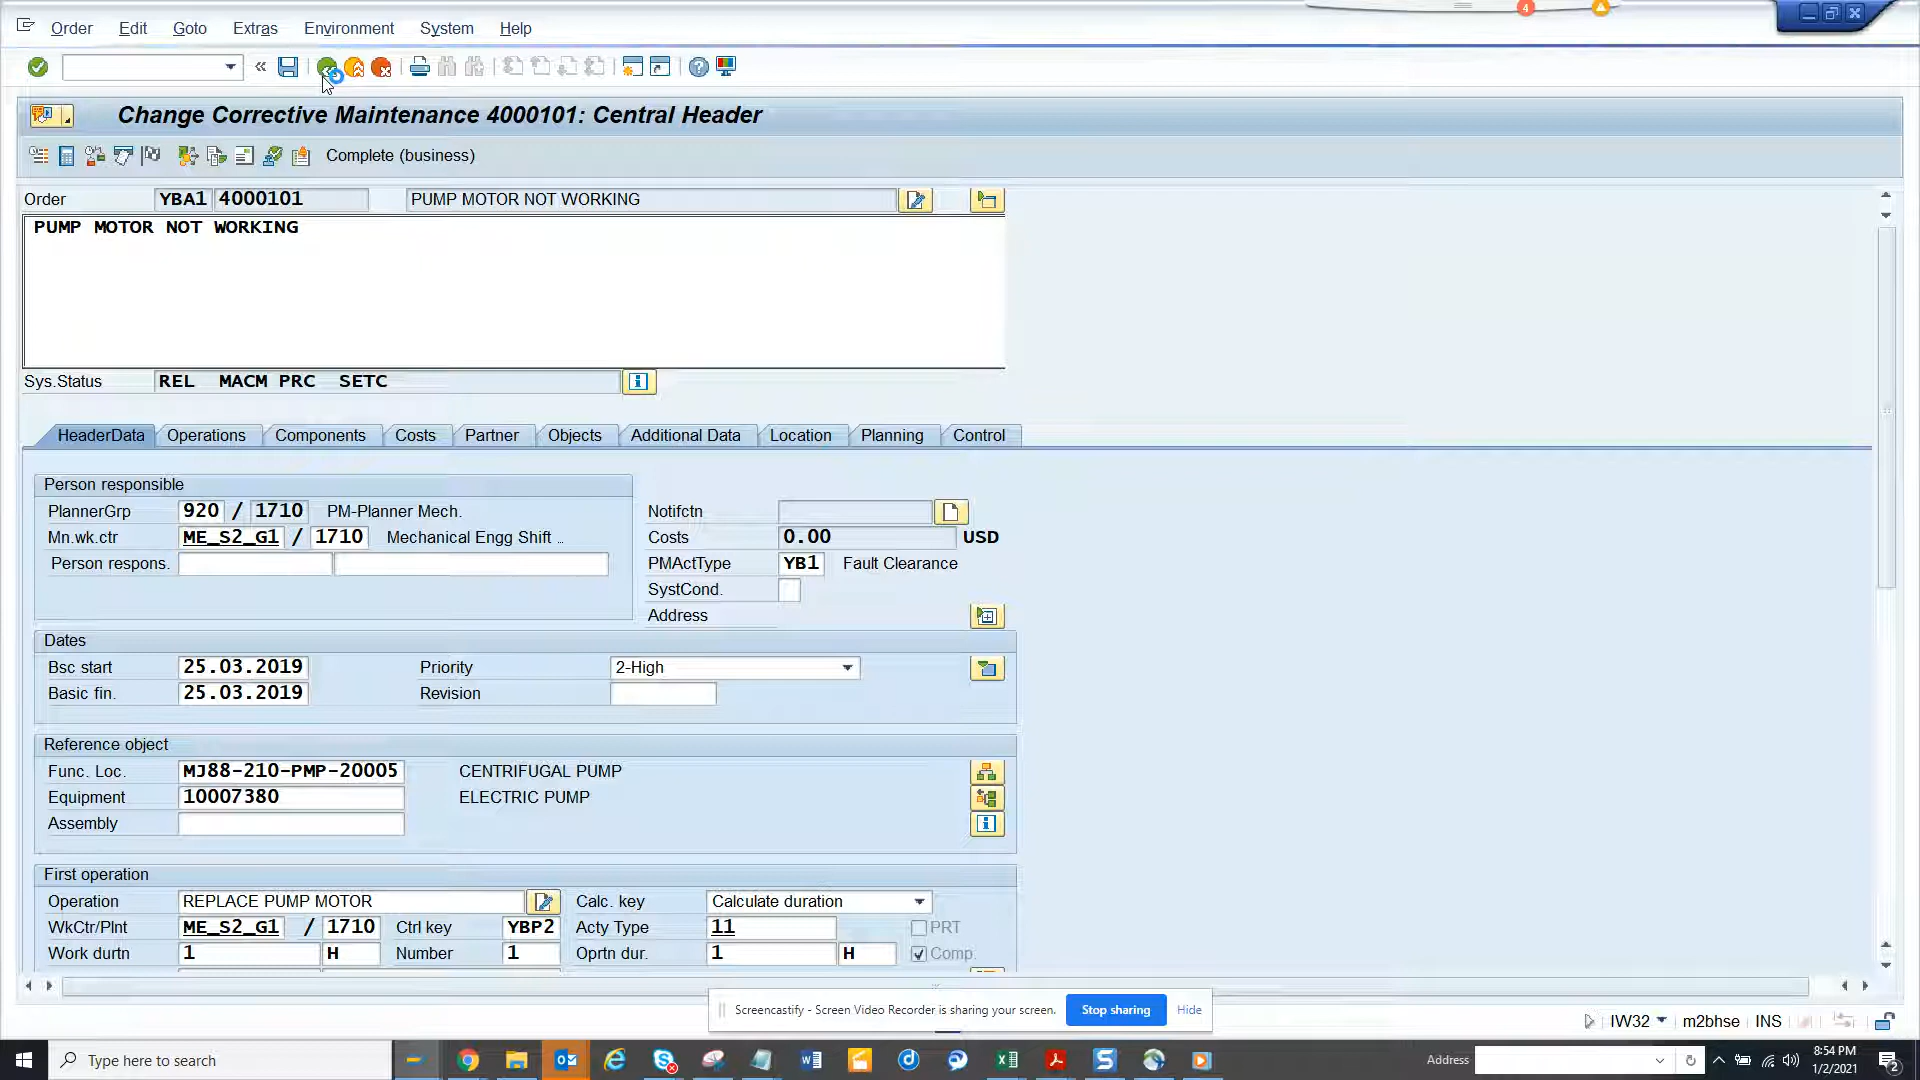 4
Order Edit Goto Extras Environment System Help
Change Corrective Maintenance 4000101: Central Header
Complete (business)
Order YBA1 4000101 PUMP MOTOR NOT WORKING
PUMP MOTOR NOT WORKING
Sys.Status REL MACM PRC SETC
HeaderData Operations Components Costs Partner Objects Additional Data Location Planning Control
Person responsible
PlannerGrp 920 / 1710 PM-Planner Mech. Notifctn
Mn.wk.ctr ME_S2_G1 / 1710 Mechanical Engg Shift .. Costs 0.00 USD
Person respons. PMActType YB1 Fault Clearance
SystCond.
Address
Dates
Bsc start 25.03.2019 Priority 2-High
Basic fin. 25.03.2019 Revision
Reference object
Func. Loc. MJ88-210-PMP-20005 CENTRIFUGAL PUMP
Equipment 10007380 ELECTRIC PUMP
Assembly
First operation
Operation REPLACE PUMP MOTOR Calc. key Calculate duration
WkCtr/Plnt ME_S2_G1 / 1710 Ctrl key YBP2 Acty Type 11 PRT
Work durtn 1 H Number 1 Oprtn dur. 1 H Comp.
Screencastify - Screen Video Recorder is sharing your screen. Stop sharing Hide
IW32 m2bhse INS
Type here to search Address 8:54 PM
1/2/2021 2